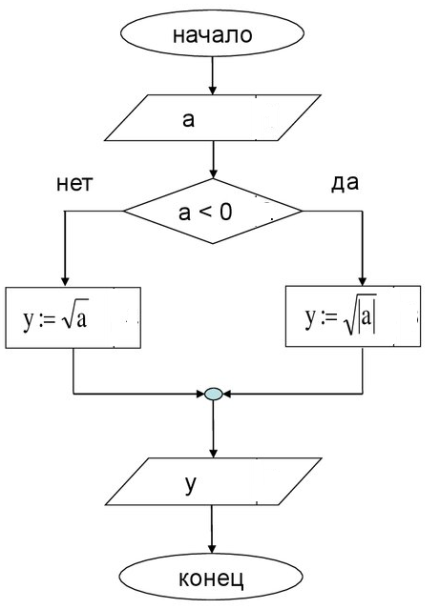 начало
a
нет
да
a < 0
y := √a
y := √|a|
y
конец